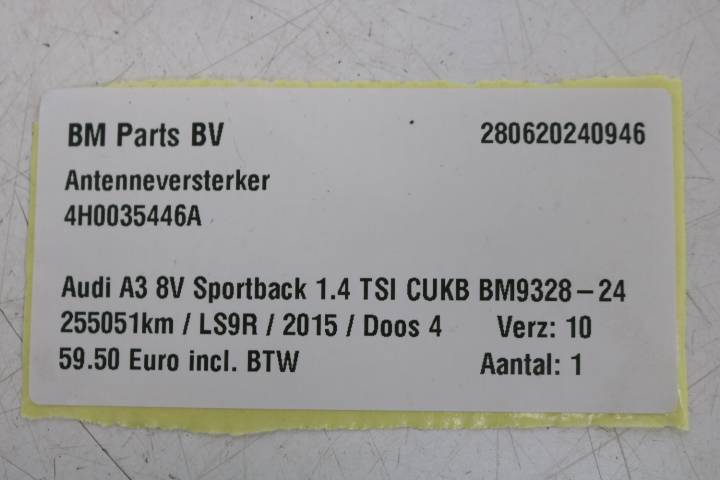 BM Parts BV 280620240946
Antenneversterker
4H0035446A
Audi A3 8V Sportback 1.4 TSI CUKB BM9328-24
255051km / LS9R / 2015 / Doos 4 Verz: 10
59.50 Euro incl. BTW Aantal: 1